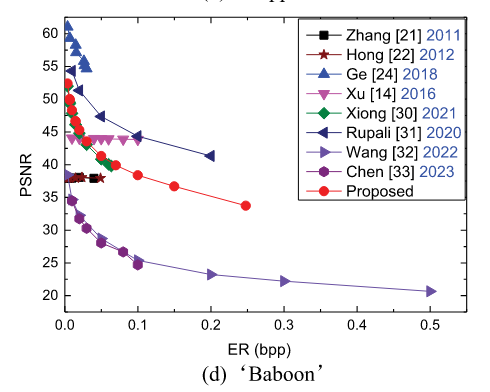 Zhang [21] 2011
Hong [22] 2012
Ge [24] 2018
Xu [14] 2016
Xiong [30] 2021
Rupali [31] 2020
Wang [32] 2022
Chen [33] 2023
Proposed
PSNR
60
55
50
45
40
35
30
25
20
0.0 0.1 0.2 0.3 0.4 0.5
ER (bpp)
(d) ‘Baboon’